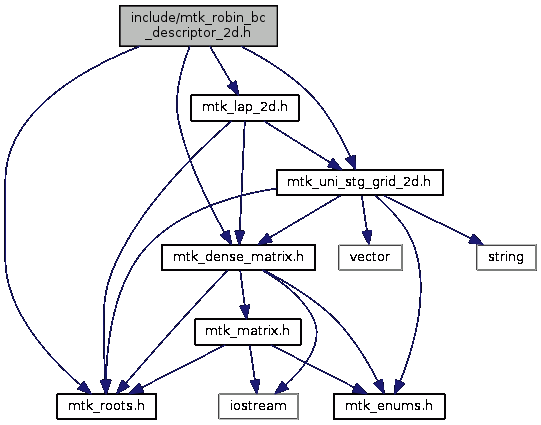 include/mtk_robin_bc
_descriptor_2d.h
mtk_lap_2d.h
mtk_uni_stg_grid_2d.h
mtk_dense_matrix.h
vector
string
mtk_matrix.h
mtk_roots.h
iostream
mtk_enums.h